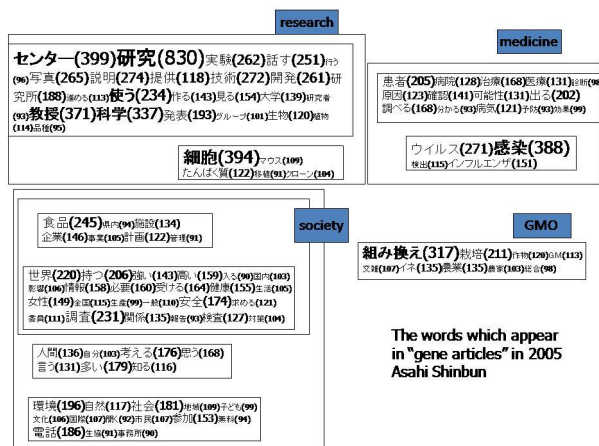 research
センター(399)研究(830)実験(262)話す(251)行う
(96)写真(265)説明(274)提供(118)技術(272)開発(261)研
究所(188)進める(113)使う(234)作る(143)見る(154)大学(139)研究者
(93)教授(371)科学(337)発表(193)グループ(101)生物(120)植物
(114)品種(95)
細胞(394)マウス(109)
たんぱく質(122)移植(91)クローン(104)
medicine
患者(205)病院(128)治療(168)医療(131)診断(98)
原因(123)確認(141)可能性(131)出る(202)
調べる(168)分かる(93)病気(121)予防(93)効果(99)
ウイルス(271)感染(388)
検出(115)インフルエンザ(151)
society
食品(245)県内(94)施設(134)
企業(146)事業(105)計画(122)管理(91)
世界(220)持つ(206)強い(143)高い(159)入る(90)国内(103)
影響(106)情報(158)必要(160)受ける(164)健康(155)生活(105)
女性(149)全国(115)生産(99)一般(110)安全(174)求める(121)
委員(111)調査(231)関係(135)報告(93)検査(127)対策(104)
人間(136)自分(103)考える(176)思う(168)
言う(131)多い(179)知る(116)
環境(196)自然(117)社会(181)地域(109)子ども(99)
文化(106)国際(107)聞く(92)市民(107)参加(153)無料(94)
電話(186)生協(91)事務所(90)
GMO
組み換え(317)栽培(211)作物(120)GM(113)
交雑(107)イネ(135)農業(135)農家(103)総合(98)
The words which appear
in "gene articles" in 2005
Asahi Shinbun